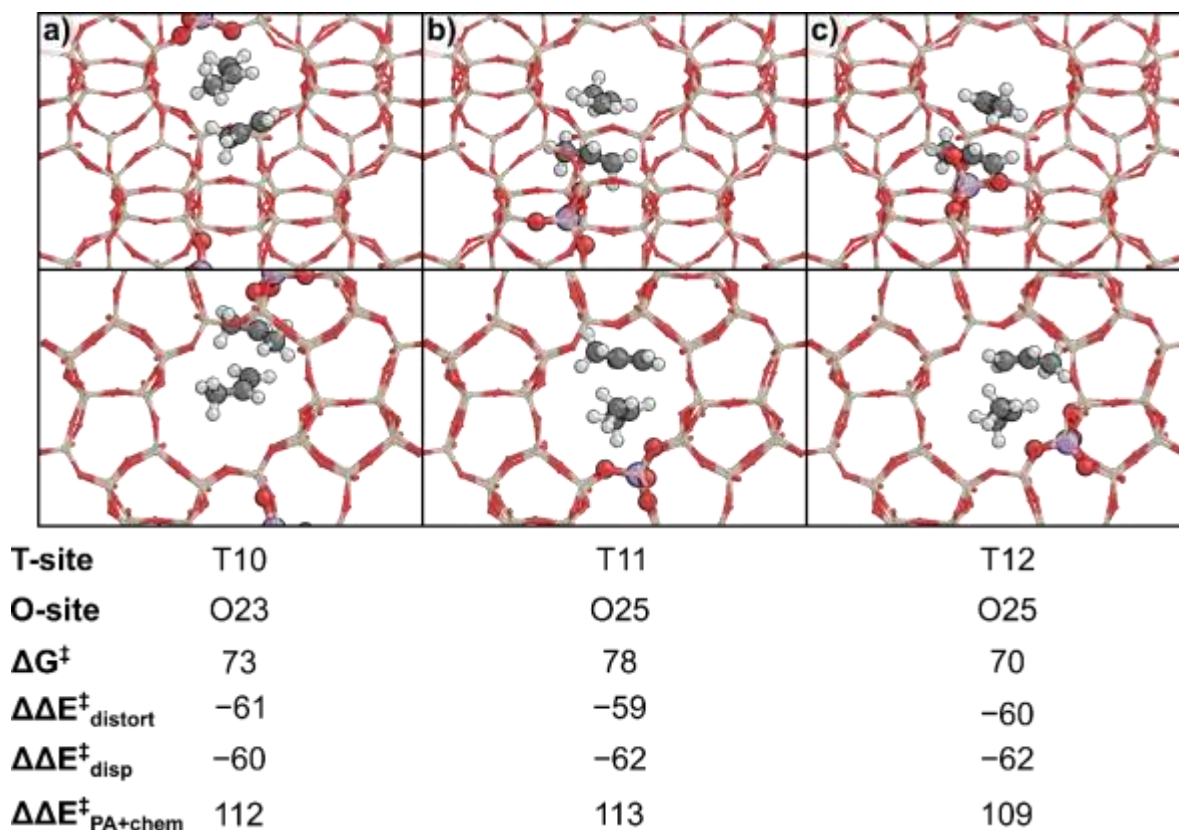 a) b) c)
T-site T10 T11 T12
O-site O23 O25 O25
ΔG‡ 73 78 70
ΔΔE‡distort −61 −59 −60
ΔΔE‡disp −60 −62 −62
ΔΔE‡PA+chem 112 113 109